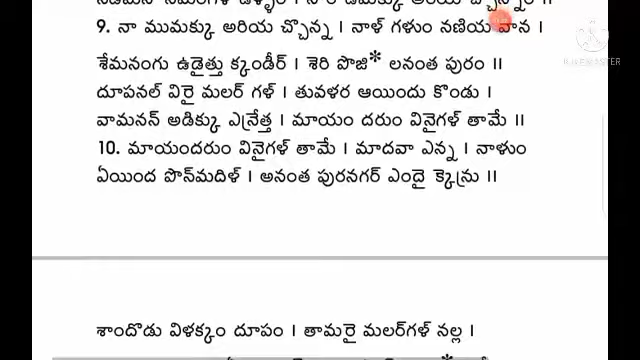 9. నా ముమక్కు అరియ చ్చొన్న । నాళ్ గళుం నణియ వాన ।
శేమనంగు ఉడైత్తు క్కండీర్ । శెరి పొజి* లనంత పురం ॥
దూపనల్ విరై మలర్ గళ్ । తువళర ఆయిందు కొండు ।
వామనన్ అడిక్కు ఎన్రేత్త । మాయం దరుం వినైగళ్ తామే ॥
10. మాయందరుం వినైగళ్ తామే । మాదవా ఎన్న । నాళుం
ఏయింద పొన్‌మదిళ్ । అనంత పురనగర్ ఎందై క్కెన్రు ॥
శాందొడు విళక్కం దూపం । తామరై మలర్‌గళ్ నల్ల ।